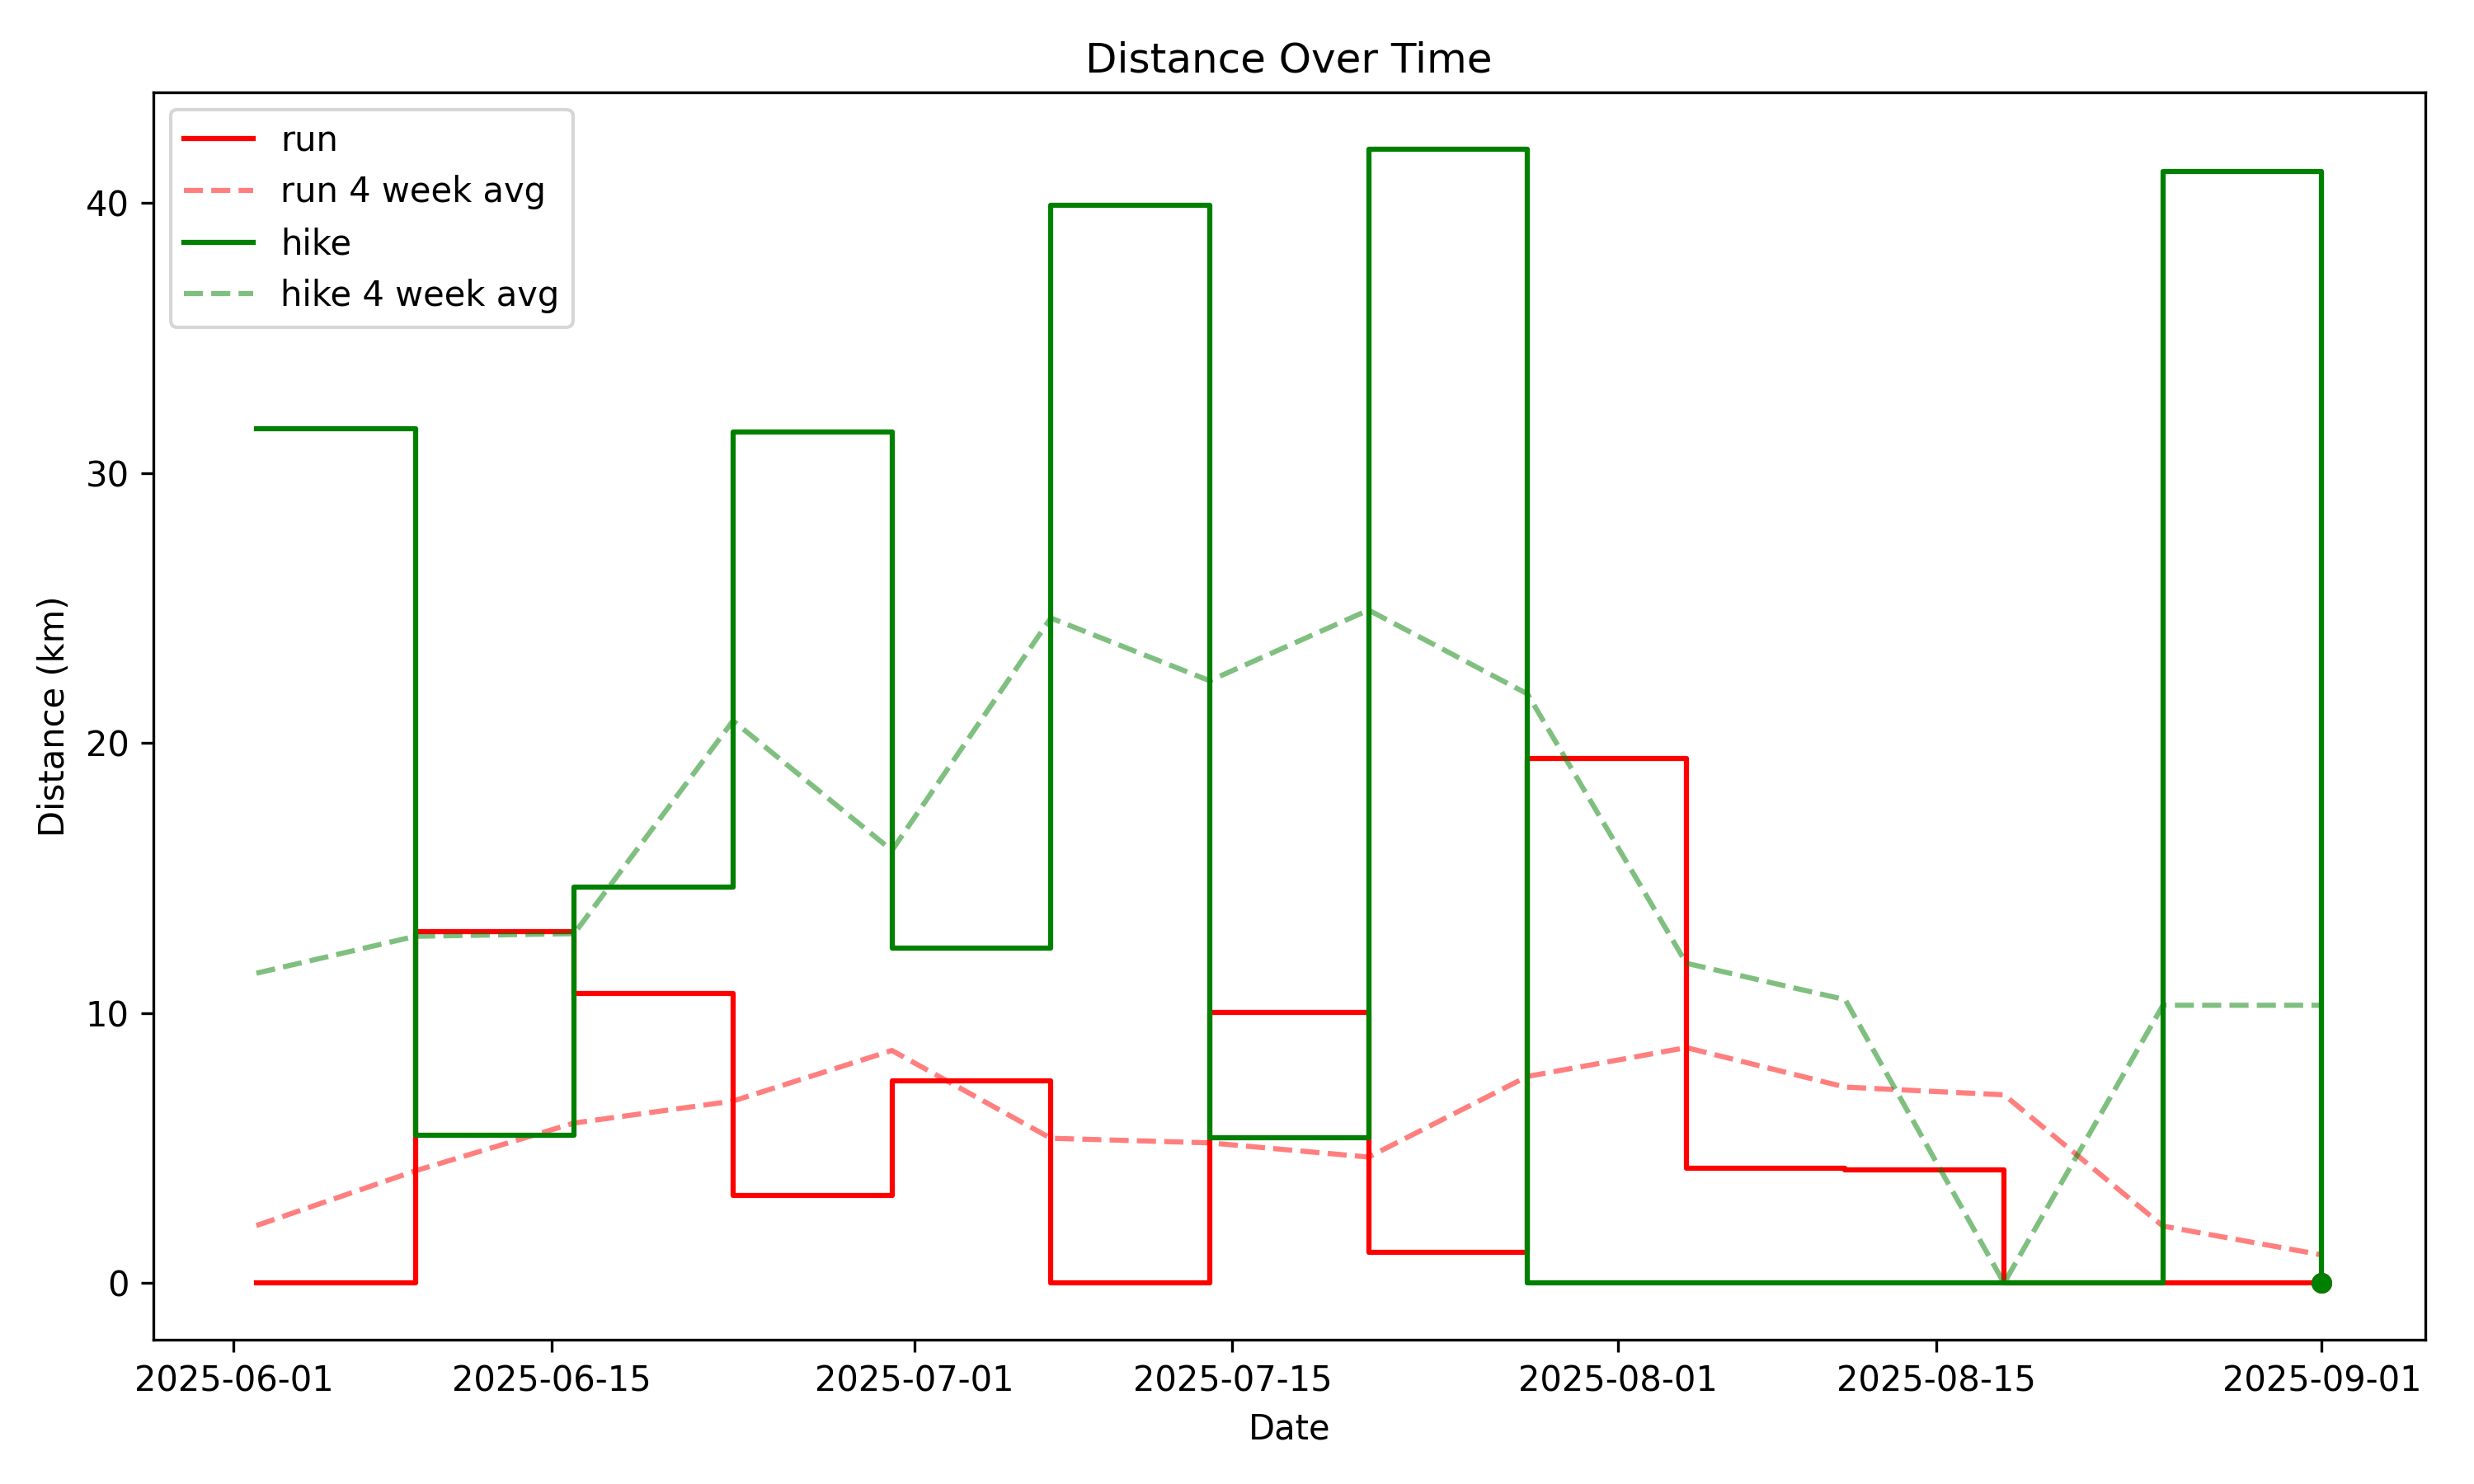 Distance Over Time
run
run 4 week avg
hike
hike 4 week avg
Distance (km)
40
30
20
10
0
2025-06-01
2025-06-15
2025-07-01
2025-07-15
2025-08-01
2025-08-15
2025-09-01
Date